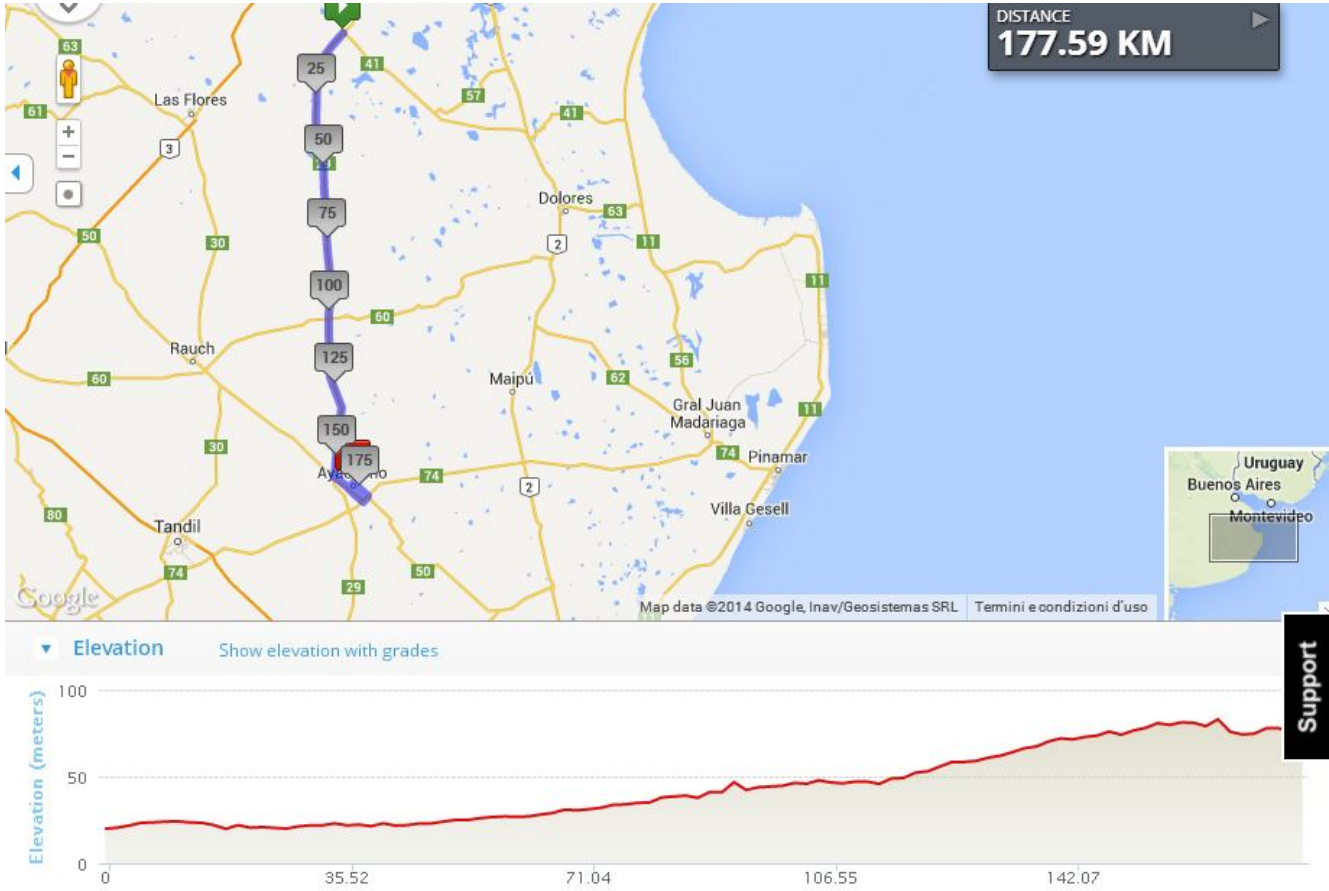 DISTANCE
177.59 KM
63
25
41
Las Flores
57
61
41
3
50
Dolores
75
63
50
30
2
11
100
11
60
Rauch
125
56
60
Maipú
62
Gral Juan
Madariaga
11
150
30
74
Pinamar
175
74
Uruguay
Buenos Aires
Montevideo
2
80
Villa Gesell
Tandil
74
50
29
Google
Map data ©2014 Google, Inav/Geosistemas SRL
Termini e condizioni d'uso
Elevation
Show elevation with grades
Support
Elevation (meters)
100
50
0
0
35.52
71.04
106.55
142.07